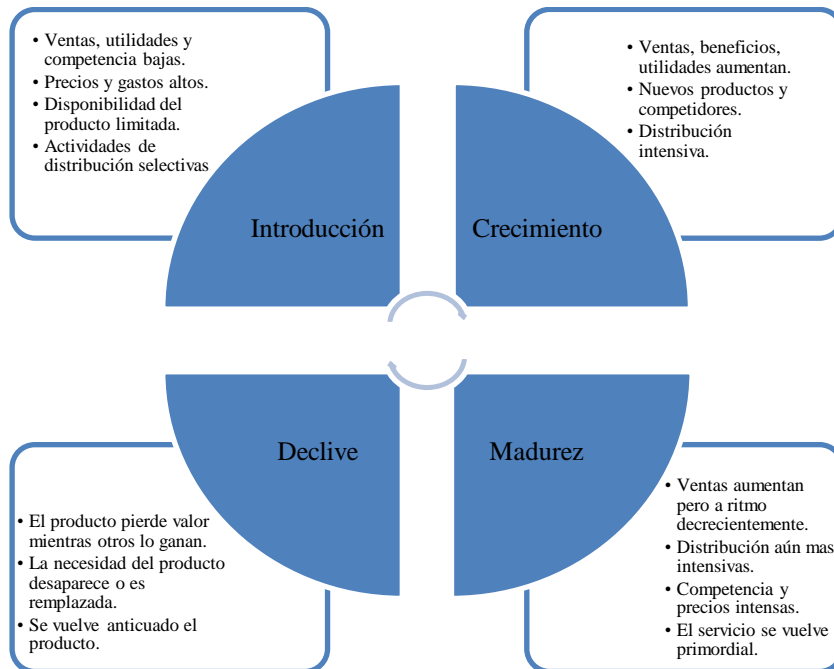 • Ventas, utilidades y
competencia bajas.
• Precios y gastos altos.
• Disponibilidad del
producto limitada.
• Actividades de
distribución selectivas
Introducción
• Ventas, beneficios,
utilidades aumentan.
• Nuevos productos y
competidores.
• Distribución
intensiva.
Crecimiento
Declive
• El producto pierde valor
mientras otros lo ganan.
• La necesidad del producto
desaparece o es
remplazada.
• Se vuelve anticuado el
producto.
Madurez
• Ventas aumentan
pero a ritmo
decrecientemente.
• Distribución aún mas
intensivas.
• Competencia y
precios intensas.
• El servicio se vuelve
primordial.